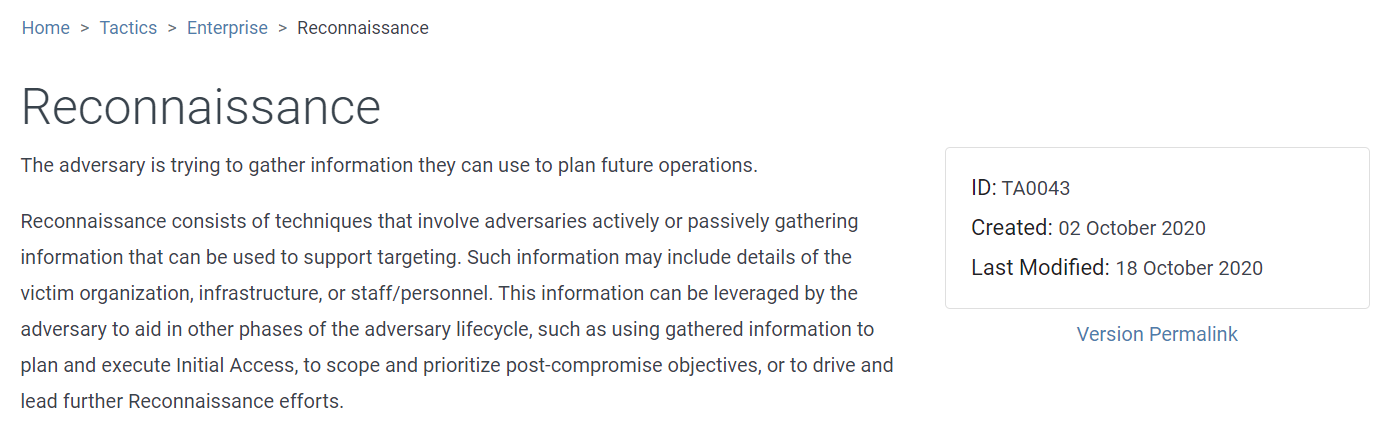 Home > Tactics > Enterprise > Reconnaissance
Reconnaissance
The adversary is trying to gather information they can use to plan future operations.
Reconnaissance consists of techniques that involve adversaries actively or passively gathering
information that can be used to support targeting. Such information may include details of the
victim organization, infrastructure, or staff/personnel. This information can be leveraged by the
adversary to aid in other phases of the adversary lifecycle, such as using gathered information to
plan and execute Initial Access, to scope and prioritize post-compromise objectives, or to drive and
lead further Reconnaissance efforts.
ID: TA0043
Created: 02 October 2020
Last Modified: 18 October 2020
Version Permalink